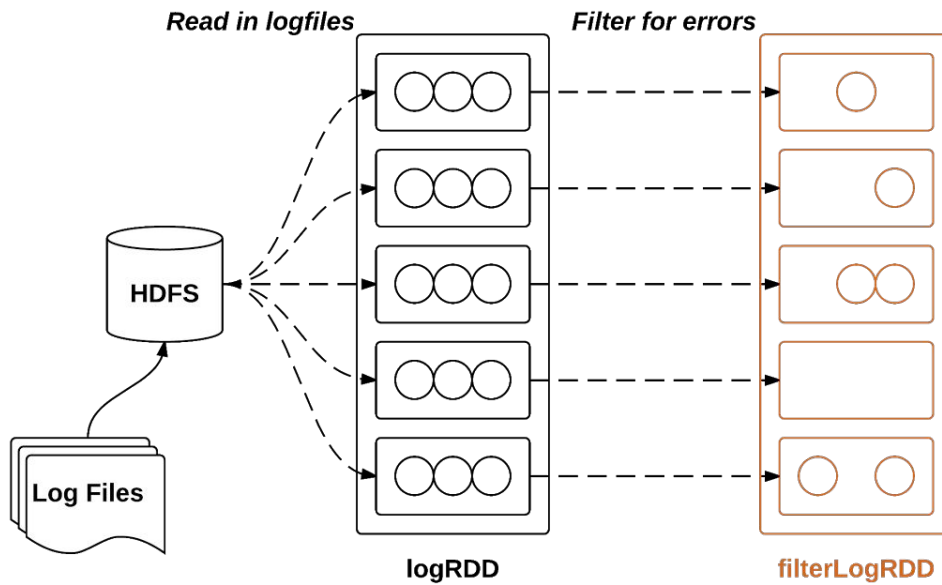 Read in logfiles
Filter for errors
HDFS
Log Files
logRDD
filterLogRDD